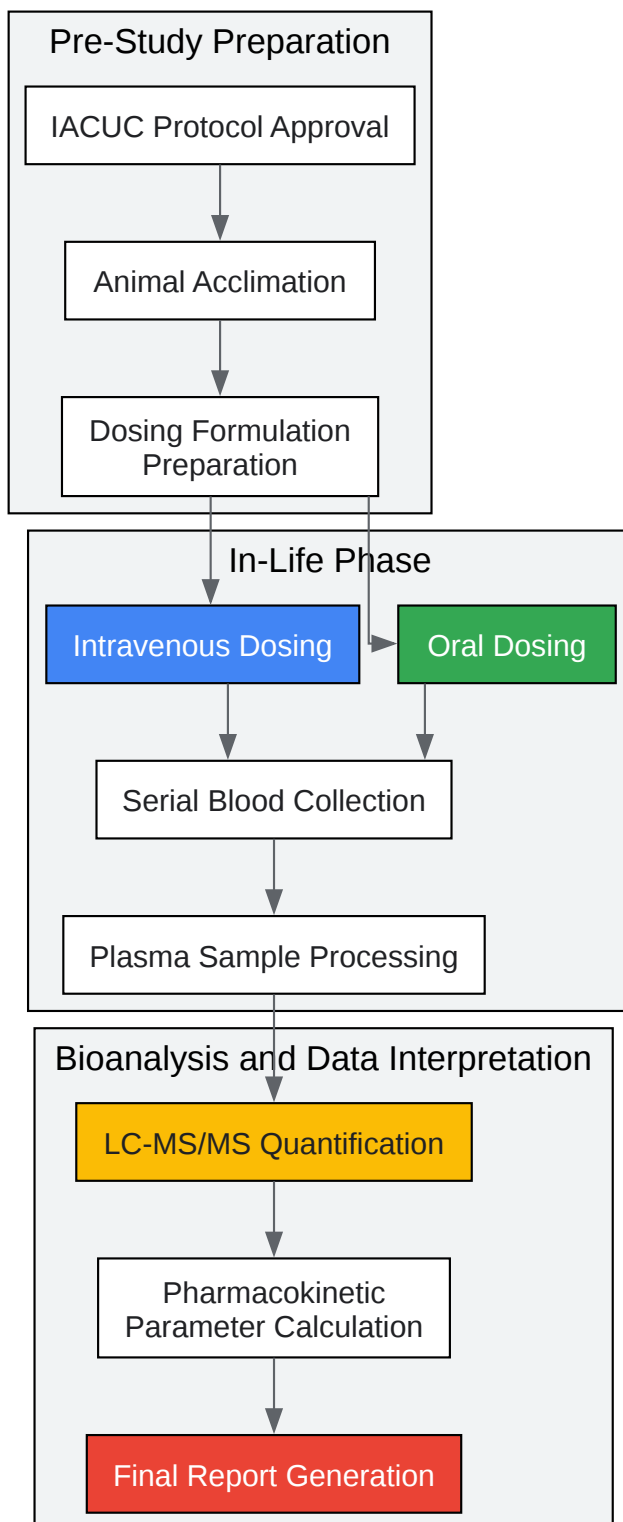 Pre-Study Preparation
IACUC Protocol Approval
Animal Acclimation
Dosing Formulation
Preparation
In-Life Phase
Intravenous Dosing
Oral Dosing
Serial Blood Collection
Plasma Sample Processing
Bioanalysis and Data Interpretation
LC-MS/MS Quantification
Pharmacokinetic
Parameter Calculation
Final Report Generation